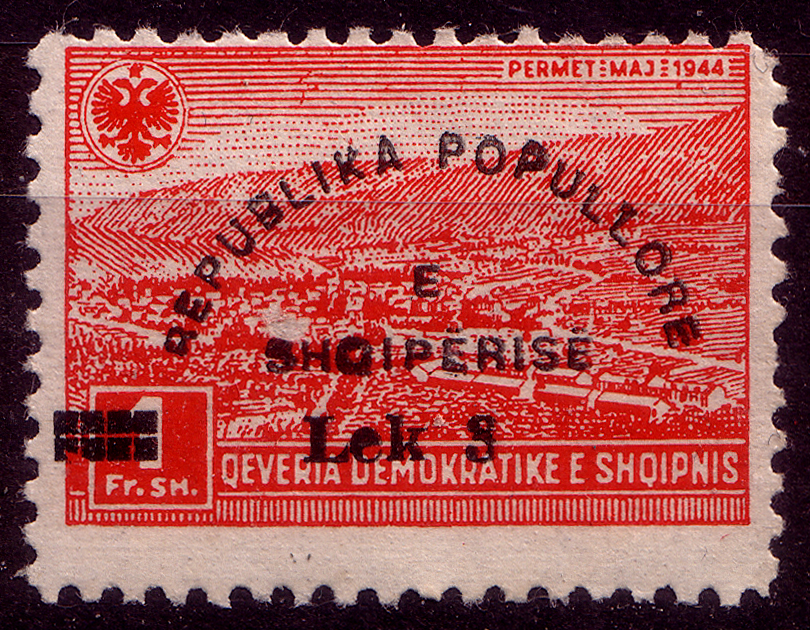 PERMET:MAJ:1944
REPUBLIKA POPULLORE
E
SHQIPËRISË
Lek 3
1
Fr. SH.
QEVERIA DEMOKRATIKE E SHQIPNIS